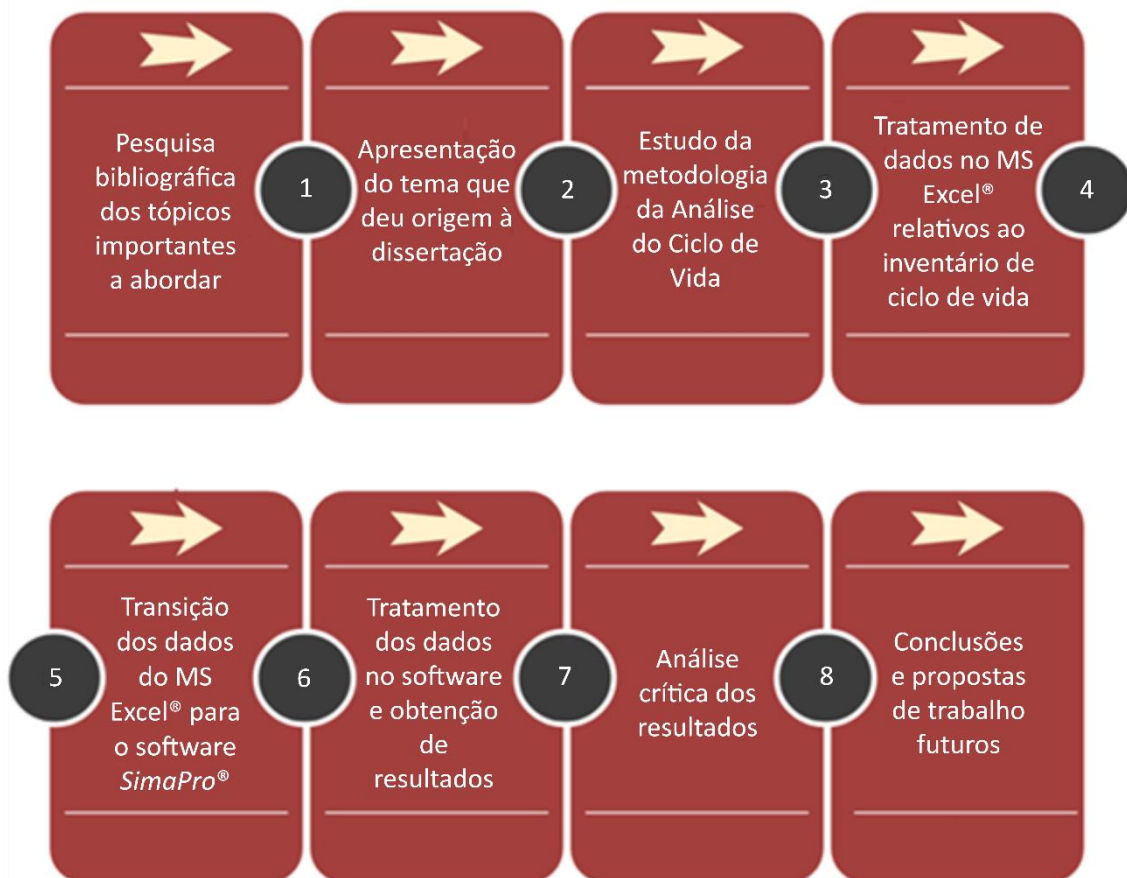 Pesquisa
bibliográfica
dos tópicos
importantes
a abordar
1
Apresentação
do tema que
deu origem à
dissertação
2
Estudo da
metodologia
da Análise
do Ciclo de
Vida
3
Tratamento de
dados no MS
Excel®
relativos ao
inventário de
ciclo de vida
4
5
Transição
dos dados
do MS
Excel® para
o software
SimaPro®
6
Tratamento
dos dados
no software
e obtenção
de
resultados
7
Análise
crítica dos
resultados
8
Conclusões
e propostas
de trabalho
futuros